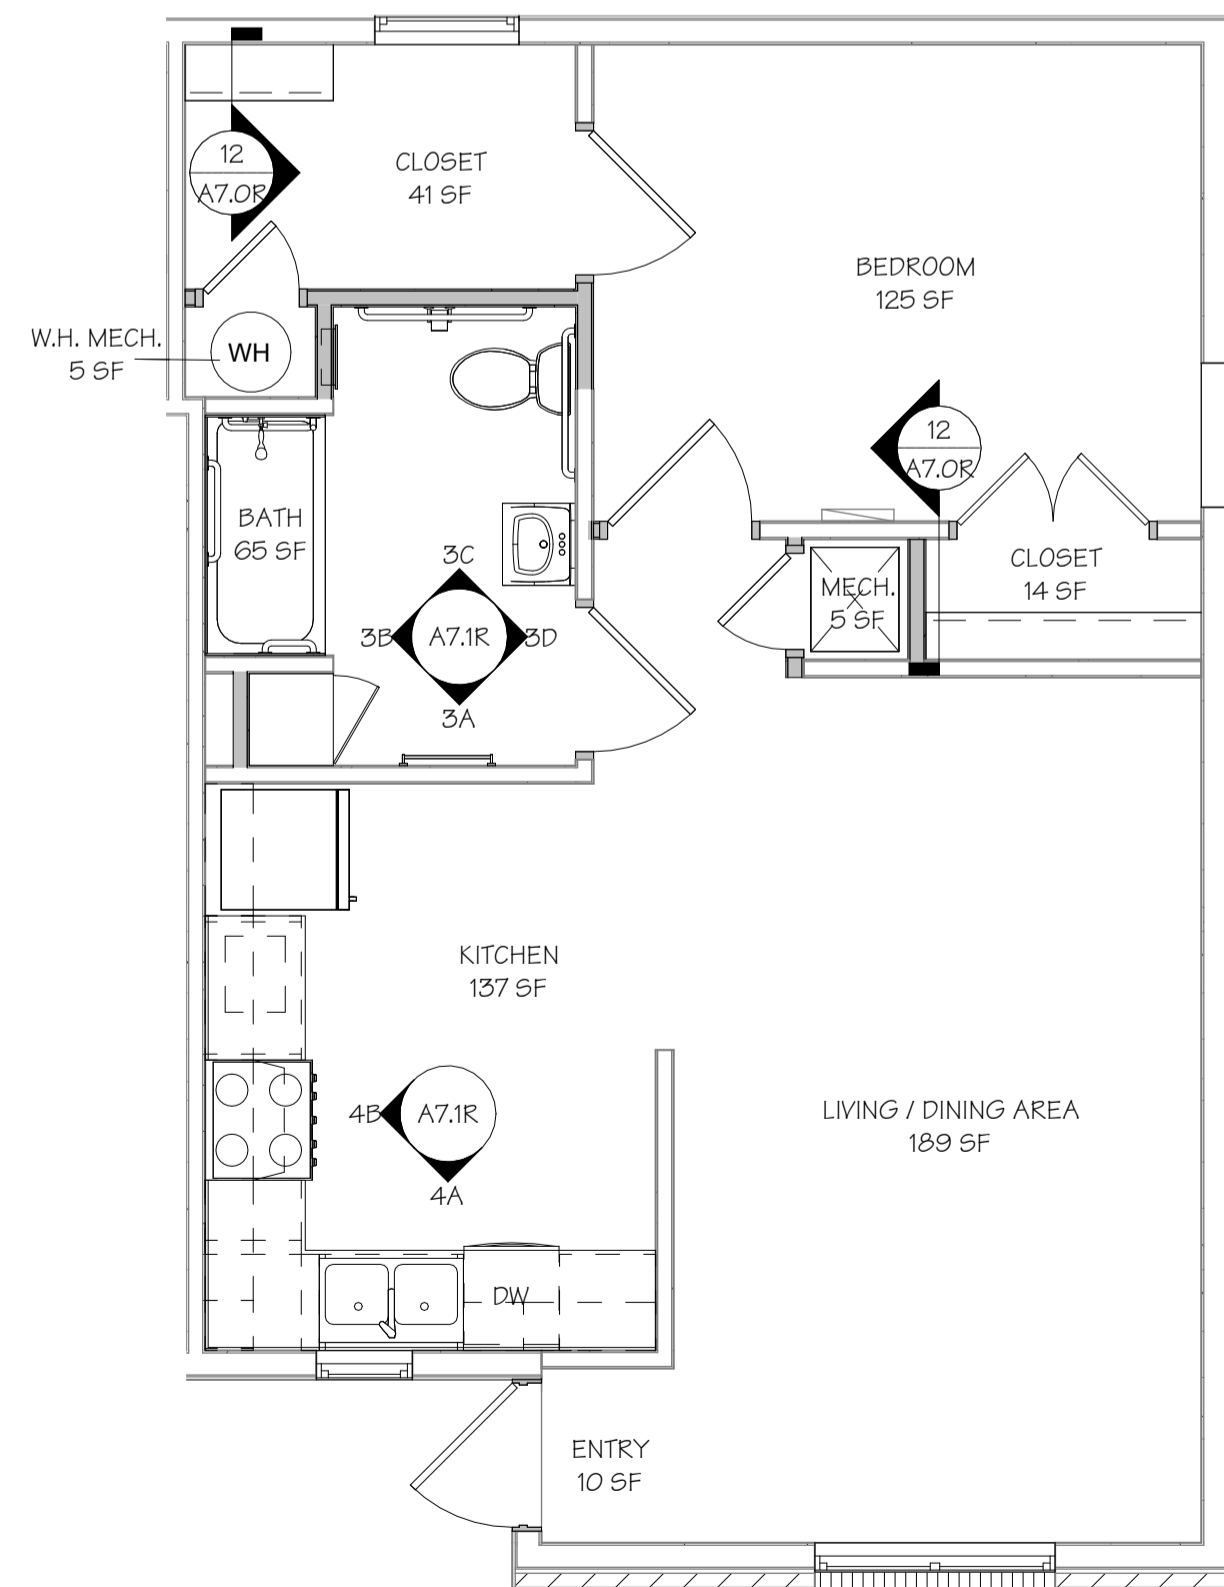 12
A7.0R
CLOSET
41 SF
BEDROOM
125 SF
W.H. MECH.
5 SF
WH
12
A7.0R
BATH
65 SF
3C
3B
A7.1R
3D
3A
MECH.
5 SF
CLOSET
14 SF
KITCHEN
137 SF
4B
A7.1R
4A
LIVING / DINING AREA
189 SF
DW
ENTRY
10 SF